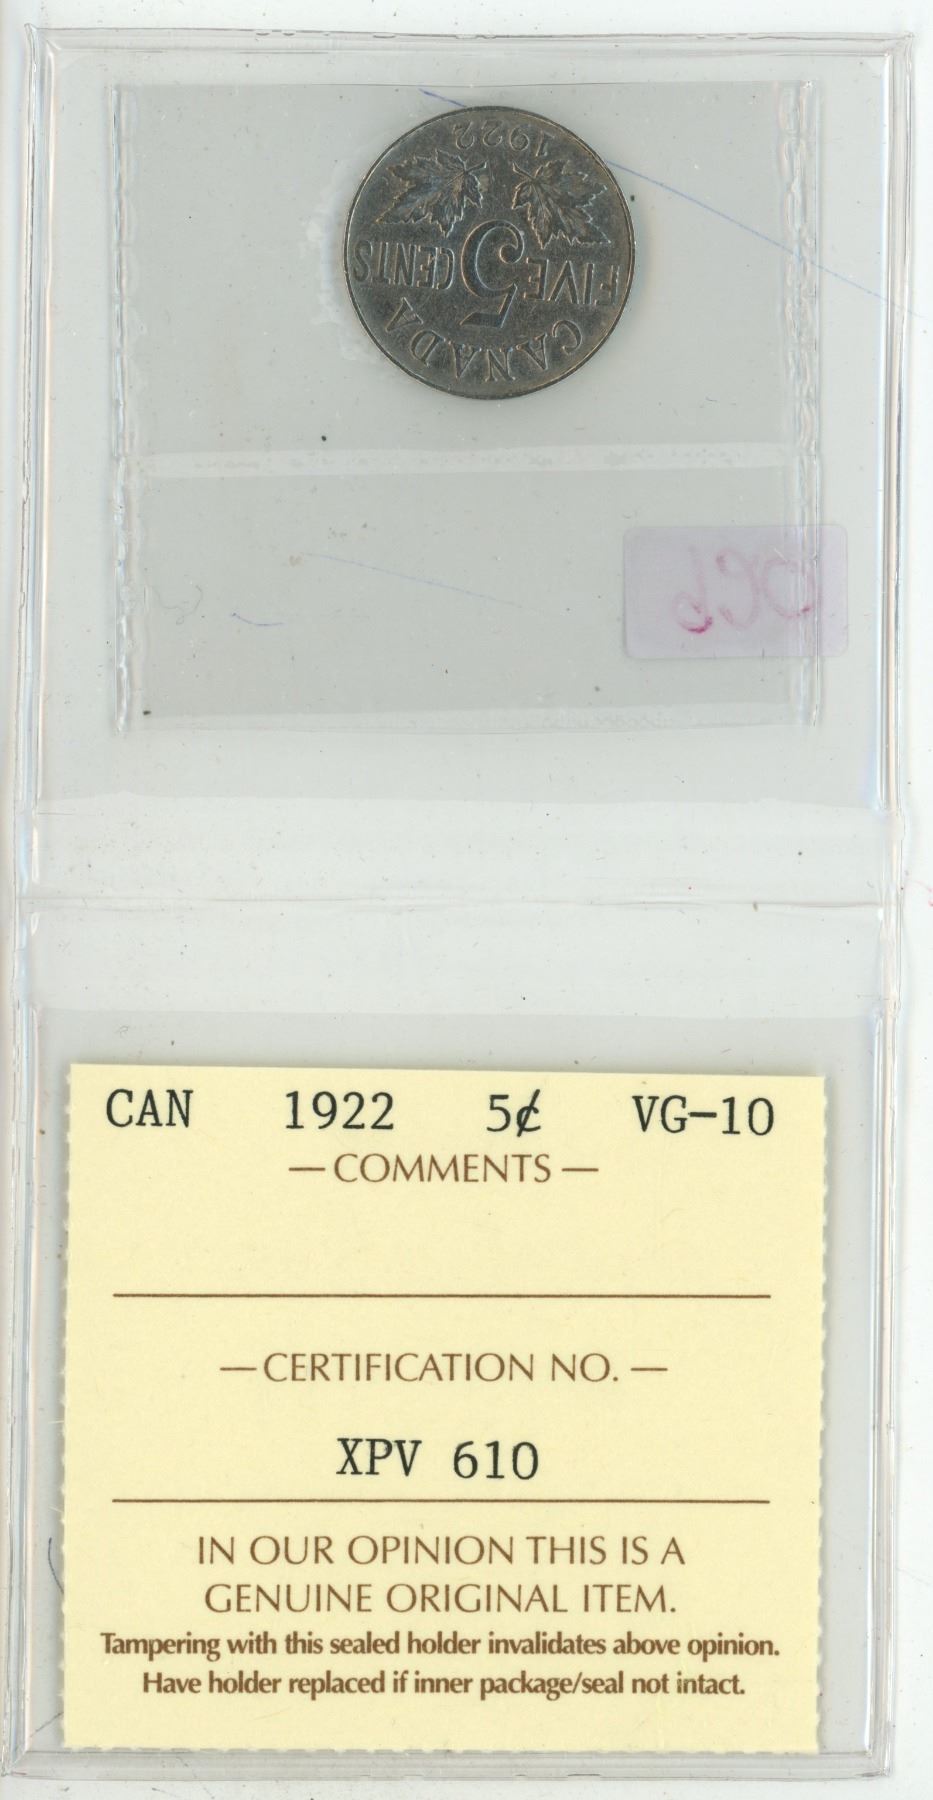 1922
FIVE 5 CENTS
CANADA
CAN 1922 5¢ VG-10
— COMMENTS —
— CERTIFICATION NO. —
XPV 610
IN OUR OPINION THIS IS A
GENUINE ORIGINAL ITEM.
Tampering with this sealed holder invalidates above opinion.
Have holder replaced if inner package/seal not intact.